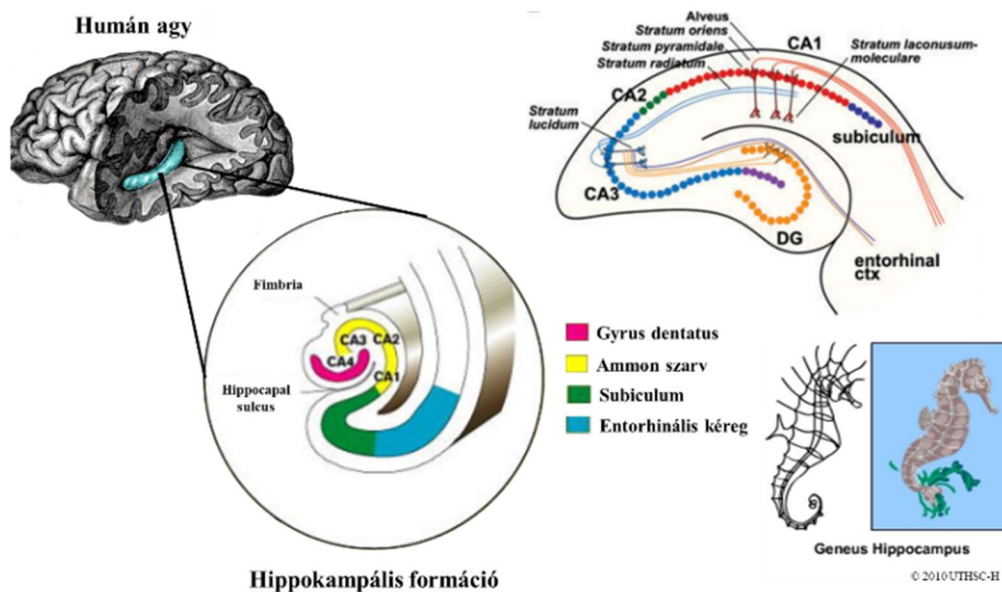 Humán agy
Fimbria
CA3
CA2
CA4
CA1
Hippocapal
sulcus
Hippokampális formáció
Alveus
Stratum oriens
Stratum pyramidale
Stratum radiatum
CA1
Stratum laconusum-
moleculare
CA2
Stratum
lucidum
subiculum
CA3
DG
entorhinal
ctx
Gyrus dentatus
Ammon szarv
Subiculum
Entorhinális kéreg
Geneus Hippocampus
© 2010 UTHSC-H